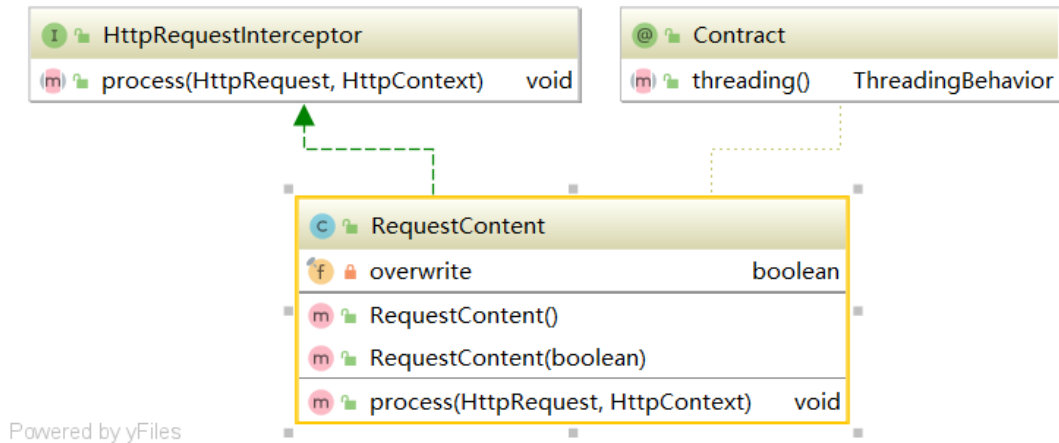 I HttpRequestInterceptor
m process(HttpRequest, HttpContext) void
@ Contract
m threading() ThreadingBehavior
C RequestContent
f overwrite boolean
m RequestContent()
m RequestContent(boolean)
m process(HttpRequest, HttpContext) void
Powered by yFiles